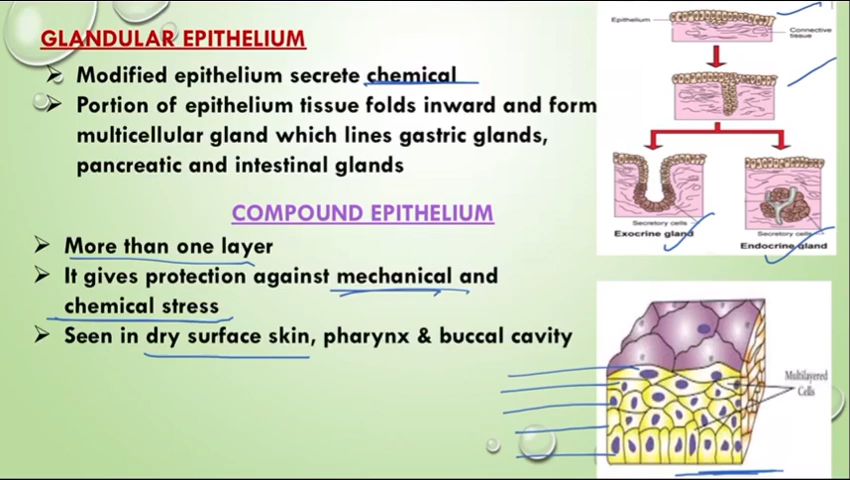 GLANDULAR EPITHELIUM
Modified epithelium secrete chemical
Portion of epithelium tissue folds inward and form
multicellular gland which lines gastric glands,
pancreatic and intestinal glands
COMPOUND EPITHELIUM
More than one layer
It gives protection against mechanical and
chemical stress
Seen in dry surface skin, pharynx & buccal cavity
Epithelium
Connective
tissue
Secretory cells
Exocrine gland
Secretory cells
Endocrine gland
Multilayered
Cells